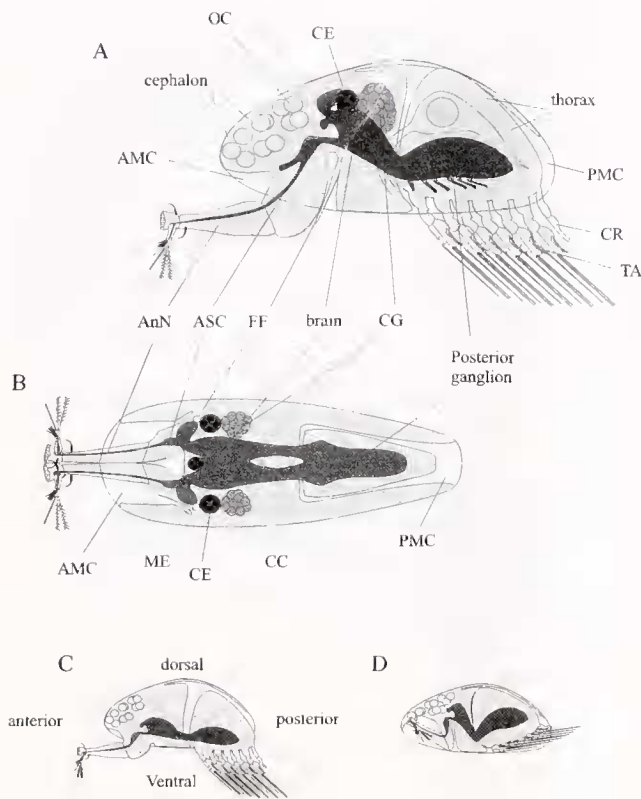 OC
CE
A
cephalon
thorax
AMC
PMC
CR
TA
AnN ASC FF brain CG
Posterior
ganglion
B
AMC ME CE CC PMC
C dorsal D
anterior posterior
Ventral